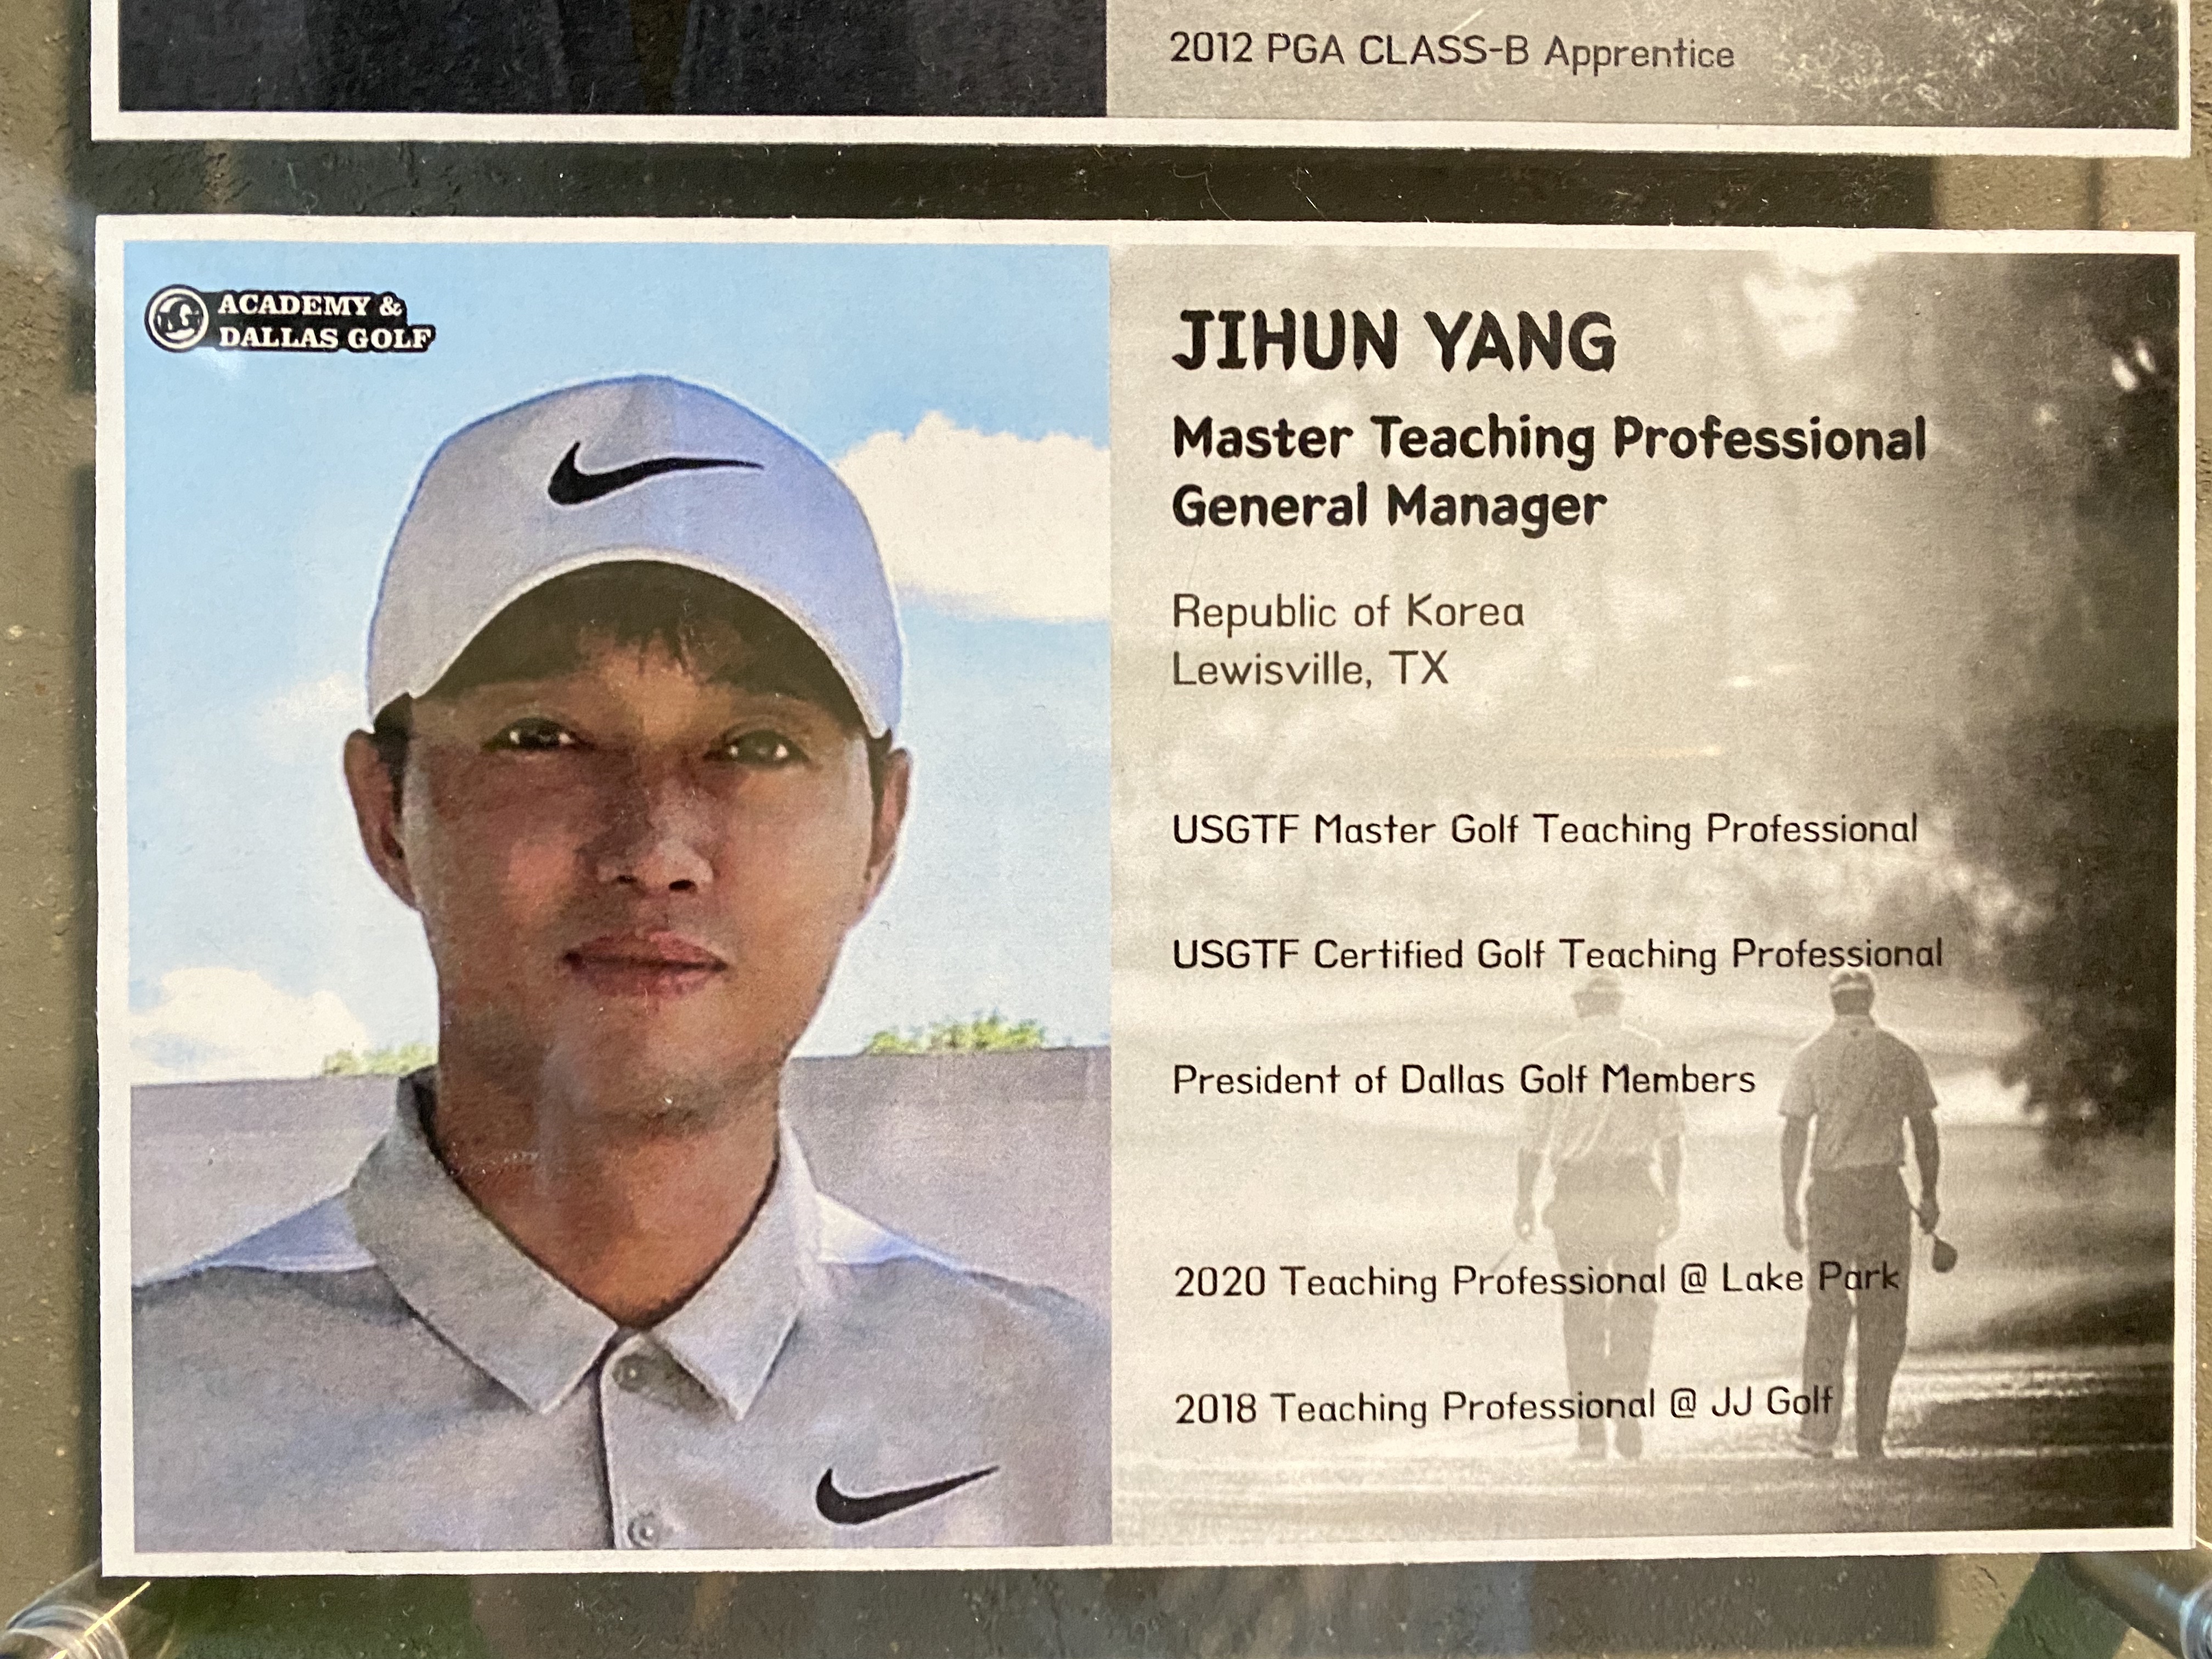 2012 PGA CLASS-B Apprentice
ACADEMY &
DALLAS GOLF
JIHUN YANG
Master Teaching Professional
General Manager
Republic of Korea
Lewisville, TX
USGTF Master Golf Teaching Professional
USGTF Certified Golf Teaching Professional
President of Dallas Golf Members
2020 Teaching Professional @ Lake Park
2018 Teaching Professional @ JJ Golf